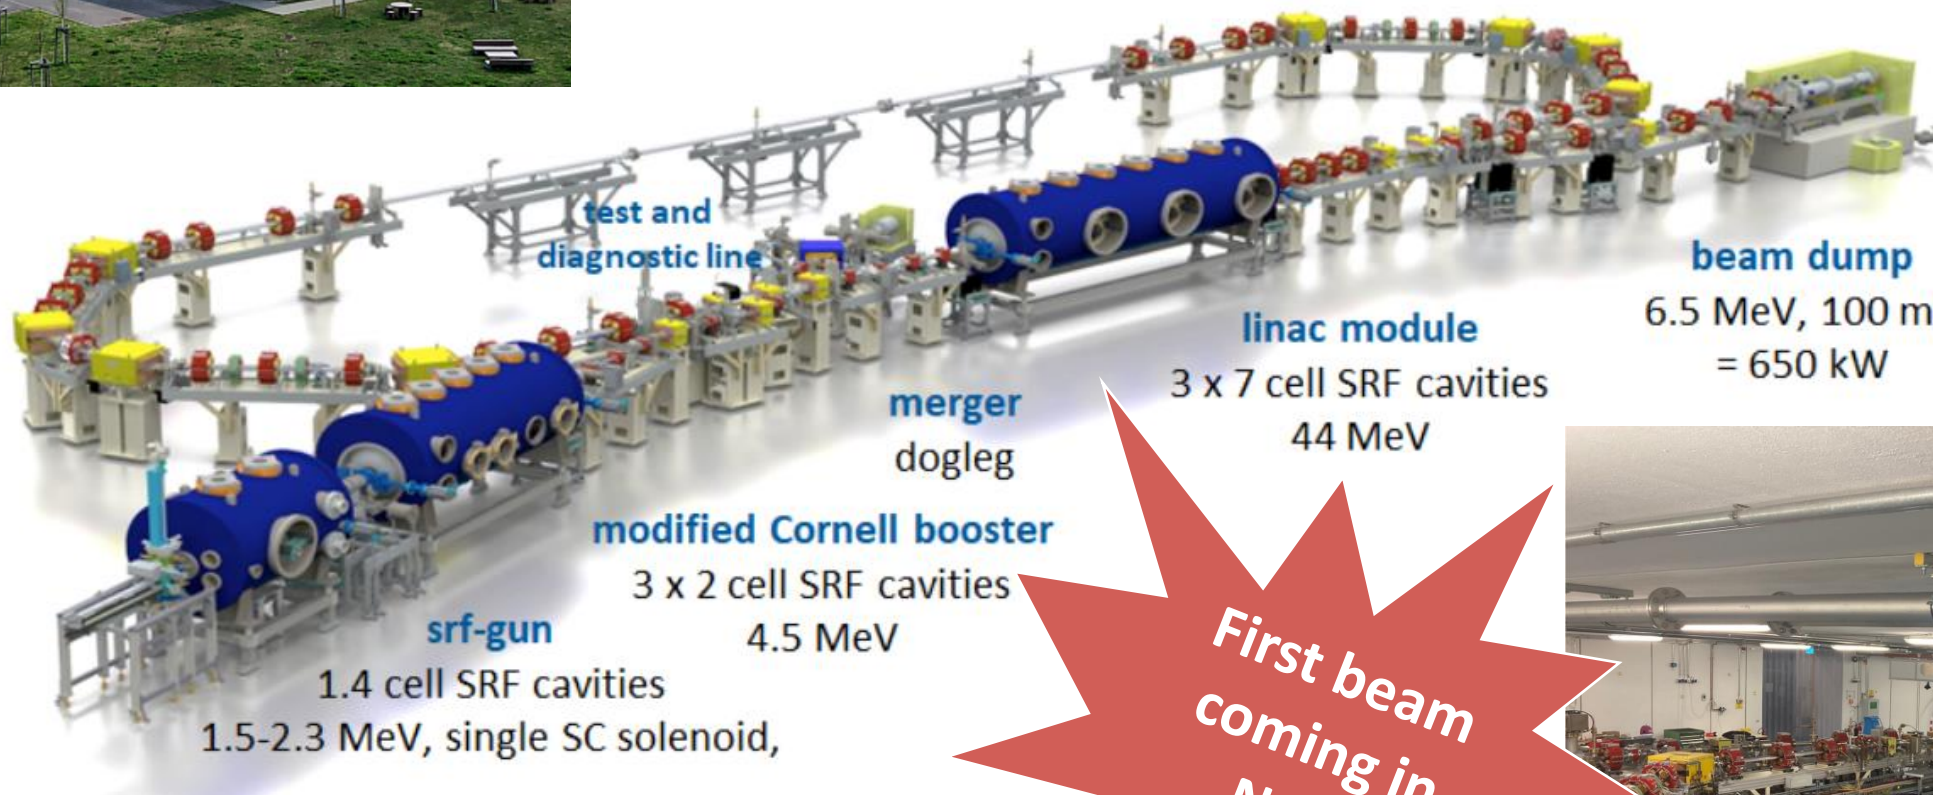 test and
diagnostic line
beam dump
6.5 MeV, 100 m
= 650 kW
linac module
3 x 7 cell SRF cavities
44 MeV
merger
dogleg
modified Cornell booster
3 x 2 cell SRF cavities
4.5 MeV
srf-gun
1.4 cell SRF cavities
1.5-2.3 MeV, single SC solenoid,
First beam
coming in